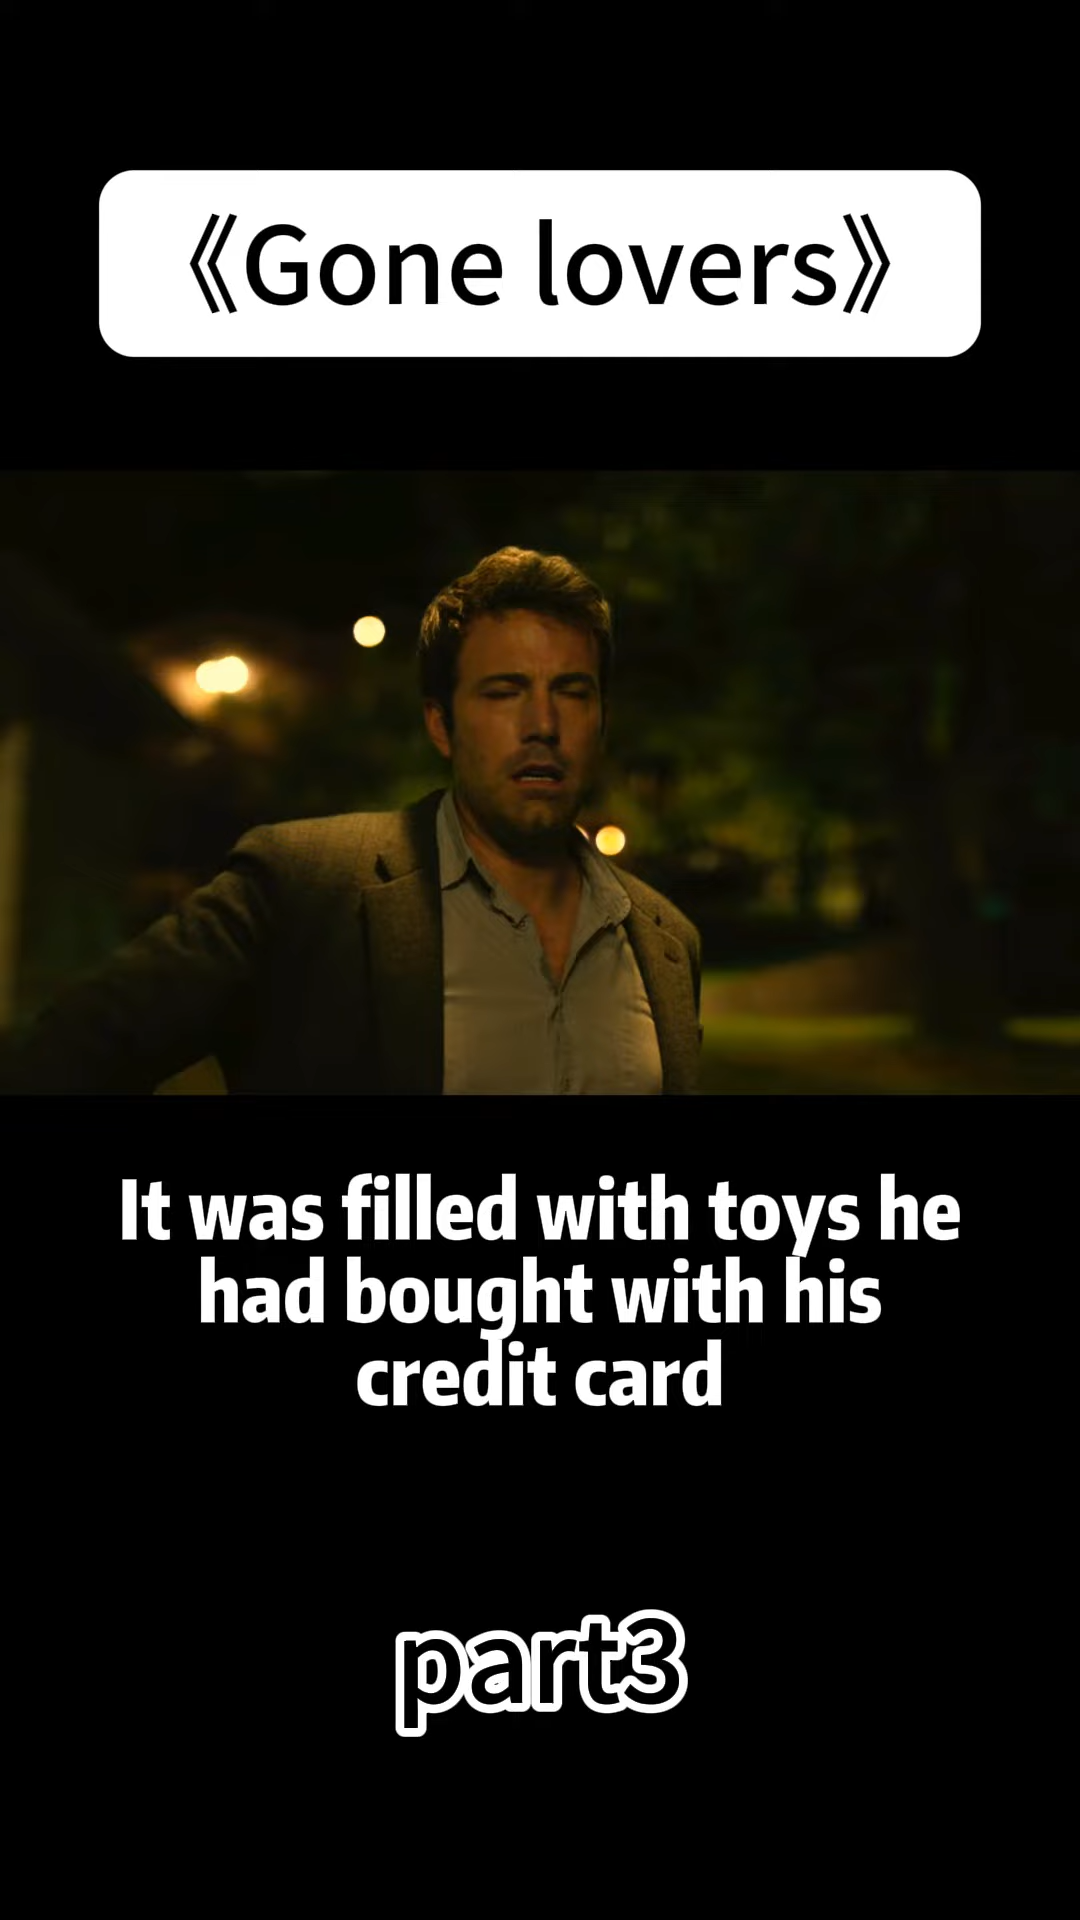 《Gone lovers》
It was filled with toys he
had bought with his
credit card
part3